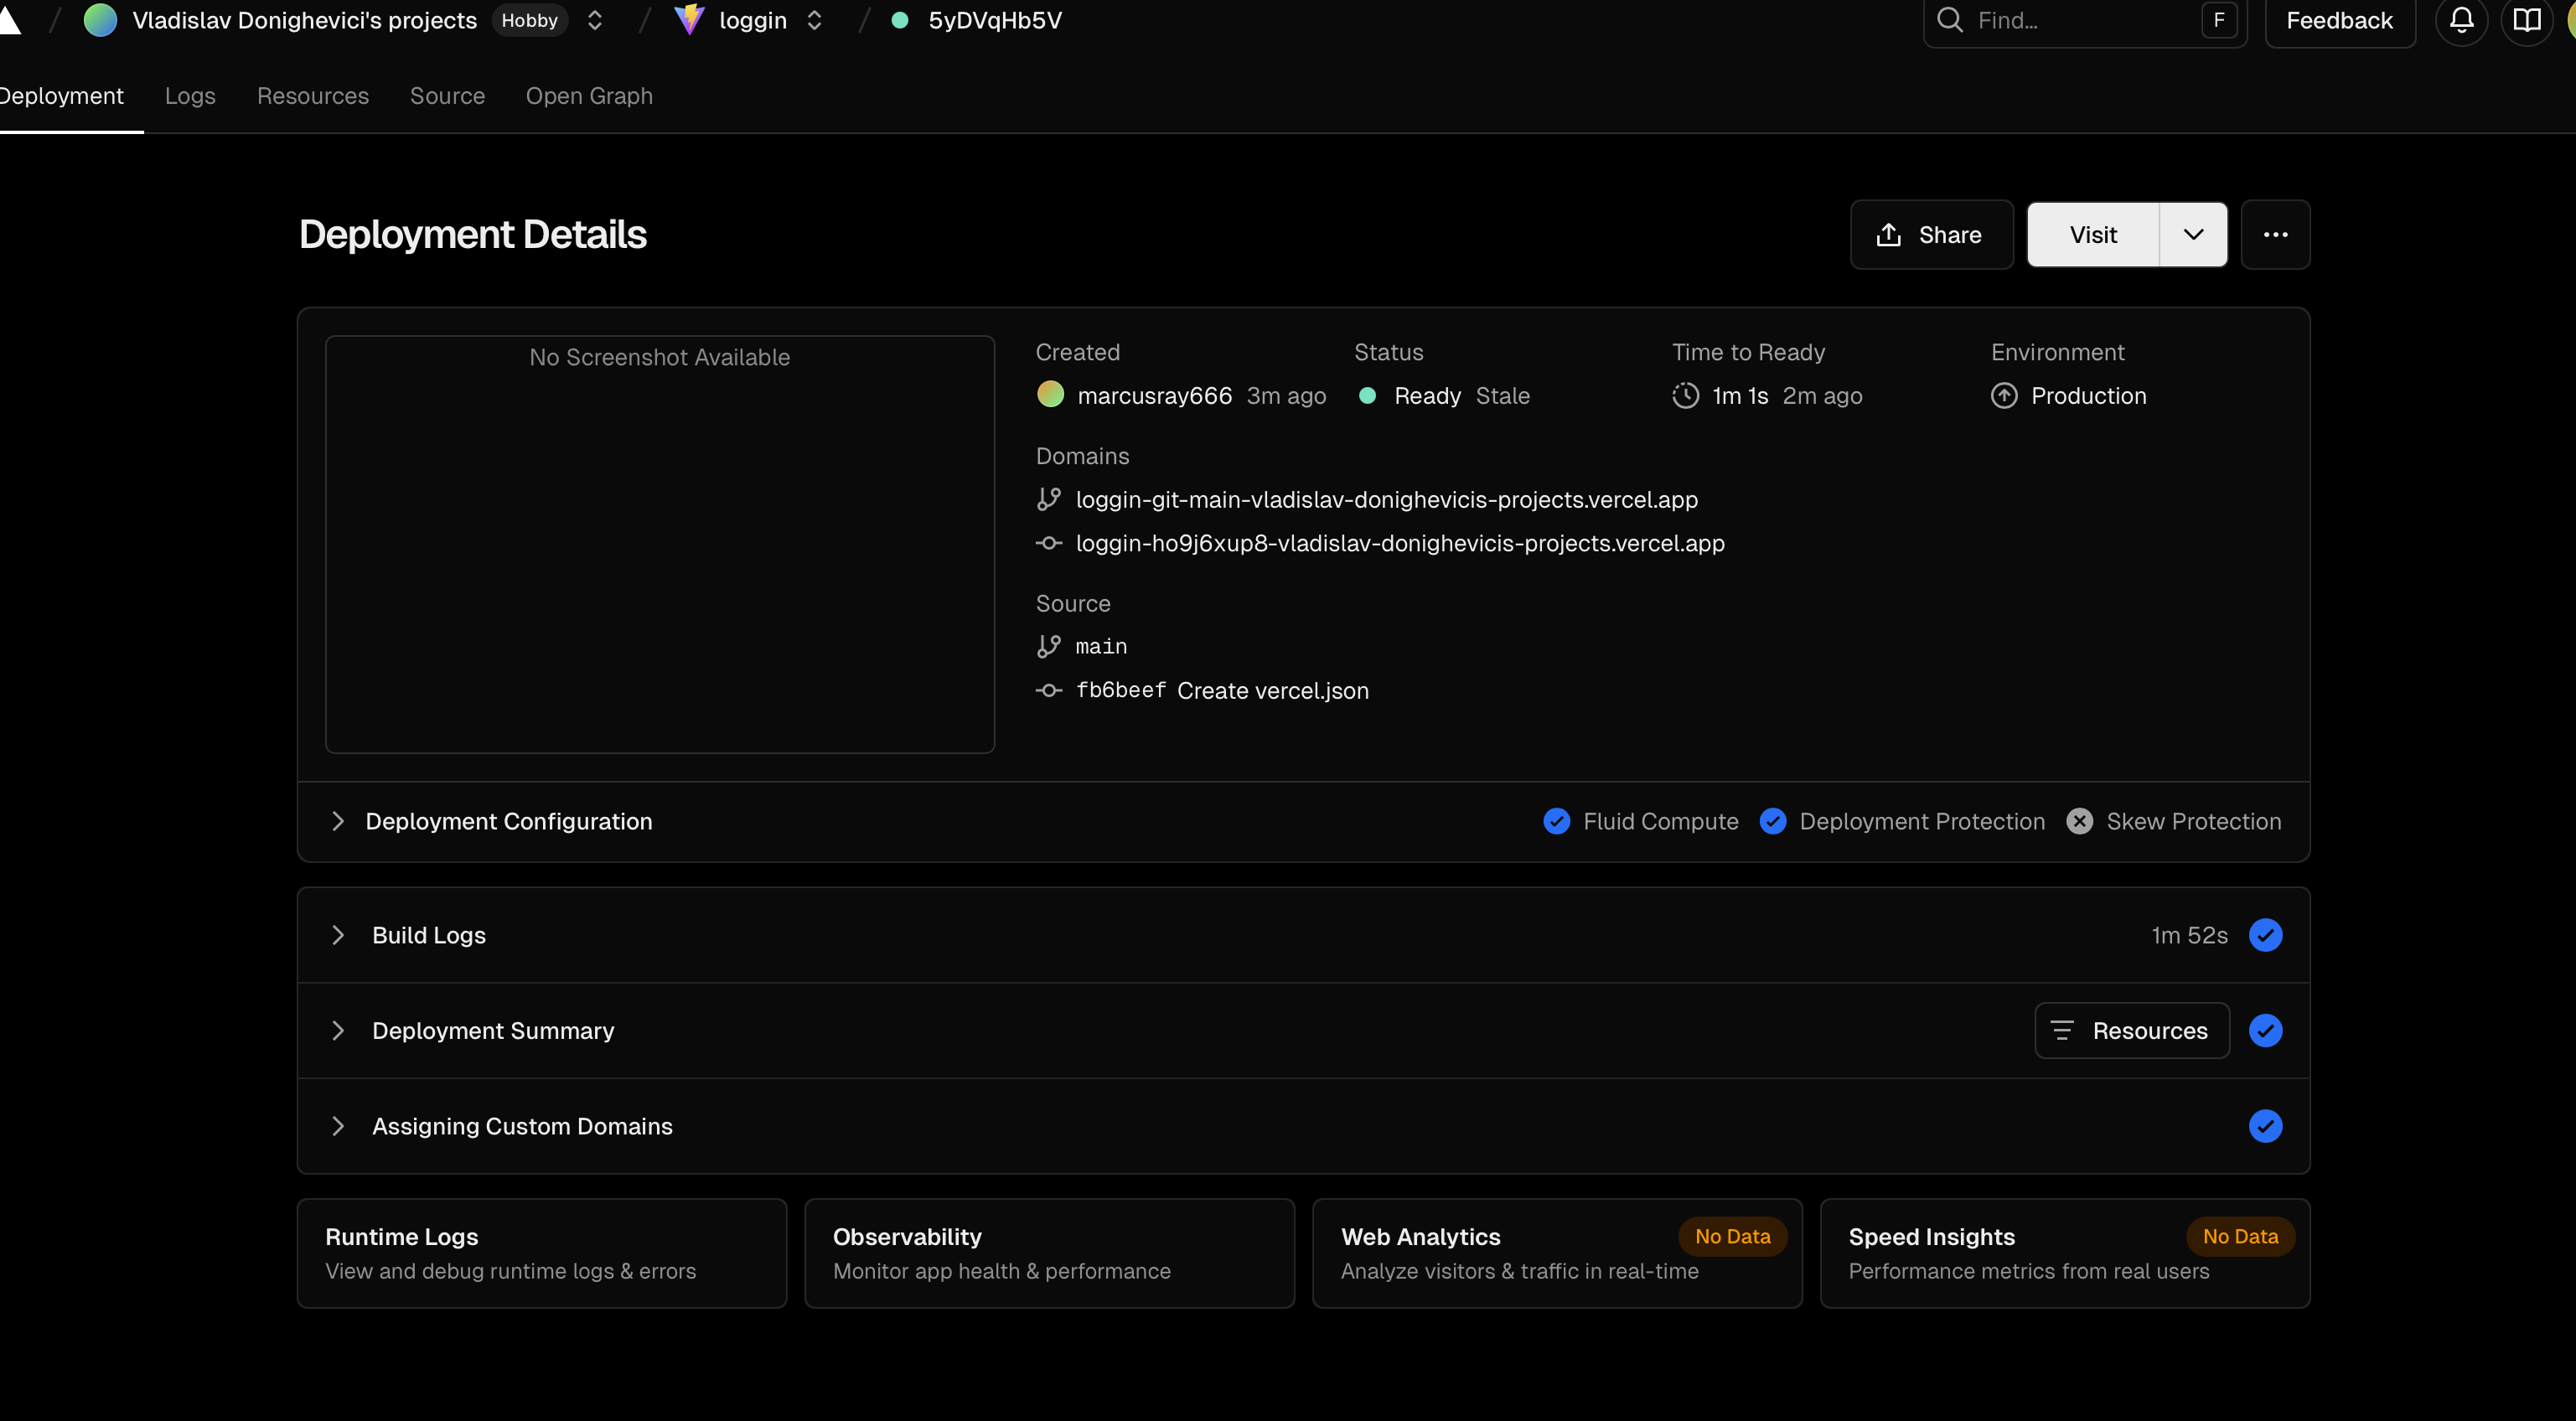 Vladislav Donighevici's projects Hobby / loggin / 5yDVqHb5V Find... F Feedback
Deployment Logs Resources Source Open Graph
Deployment Details Share Visit
No Screenshot Available
Created Status Time to Ready Environment
marcusray666 3m ago Ready Stale 1m 1s 2m ago Production
Domains
loggin-git-main-vladislav-donighevicis-projects.vercel.app
loggin-ho9j6xup8-vladislav-donighevicis-projects.vercel.app
Source
main
fb6beef Create vercel.json
Deployment Configuration Fluid Compute Deployment Protection Skew Protection
Build Logs 1m 52s
Deployment Summary Resources
Assigning Custom Domains
Runtime Logs
View and debug runtime logs & errors
Observability
Monitor app health & performance
Web Analytics No Data
Analyze visitors & traffic in real-time
Speed Insights No Data
Performance metrics from real users